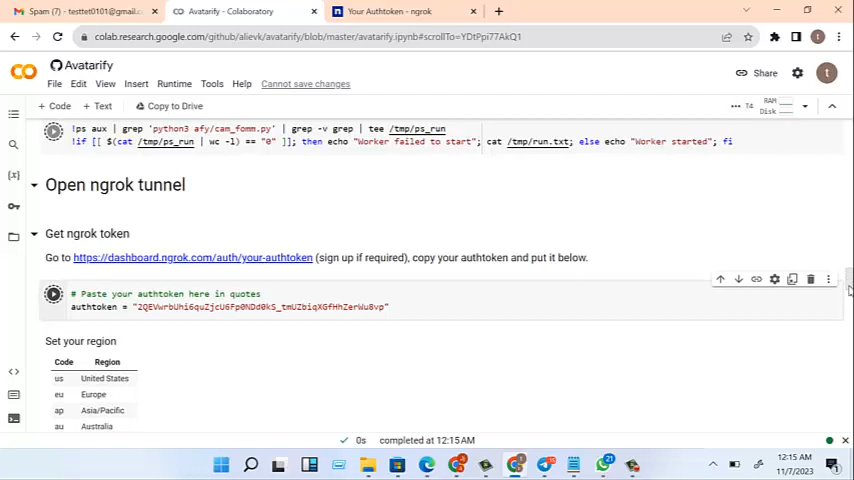 Spam (7) - testtet0101@gmail.c
Avatarify - Colaboratory
Your Authtoken - ngrok
colab.research.google.com/github/alievk/avatarify/blob/master/avatarify.ipynb#scrollTo=YDtPpi77AkQ1
Avatarify
File Edit View Insert Runtime Tools Help Cannot save changes
Share
t
+ Code + Text Copy to Drive
T4 RAM
Disk
!ps aux | grep 'python3 afy/cam_fomm.py' | grep -v grep | tee /tmp/ps_run
!if [[ $(cat /tmp/ps_run | wc -l) == "0" ]]; then echo "Worker failed to start"; cat /tmp/run.txt; else echo "Worker started"; fi
Open ngrok tunnel
Get ngrok token
Go to https://dashboard.ngrok.com/auth/your-authtoken (sign up if required), copy your authtoken and put it below.
# Paste your authtoken here in quotes
authtoken = "2QEVwrbUhi6quZjcU6Fp0NDd0kS_tmUZbiqXGfHhZerWu8vp"
Set your region
Code Region
us United States
eu Europe
ap Asia/Pacific
au Australia
0s completed at 12:15AM
21
12:15 AM
11/7/2023